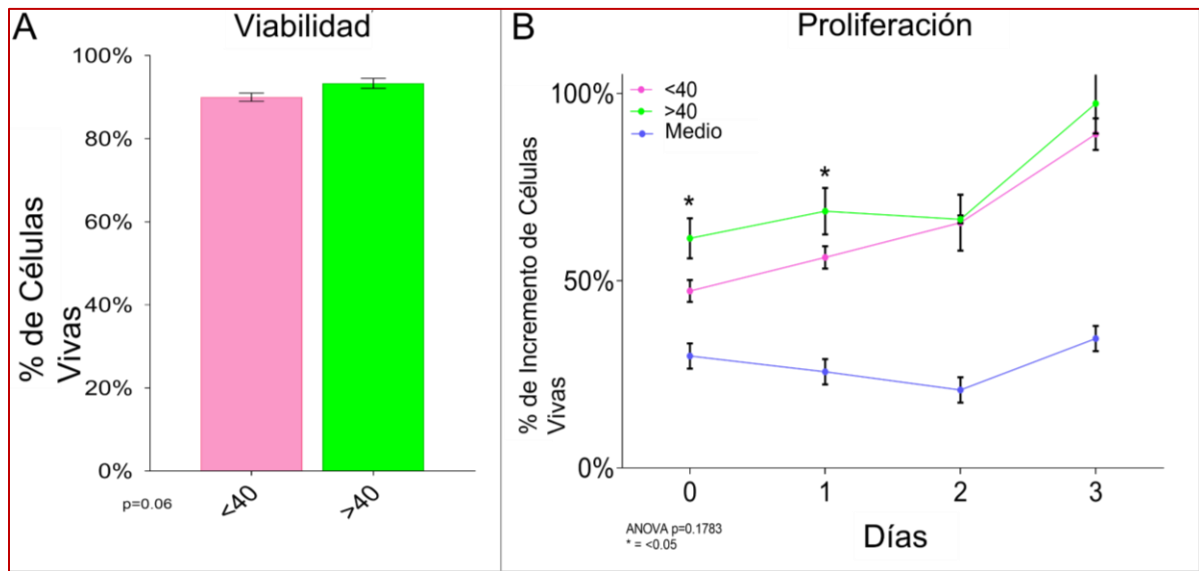 A
Viabilidad
100%
80%
60%
40%
20%
0%
% de Células
Vivas
<40
>40
p=0.06
B
Proliferación
<40
>40
Medio
100%
50%
0%
% de Incremento de Células
Vivas
*
*
0
1
2
3
Días
ANOVA p=0.1783
* = <0.05